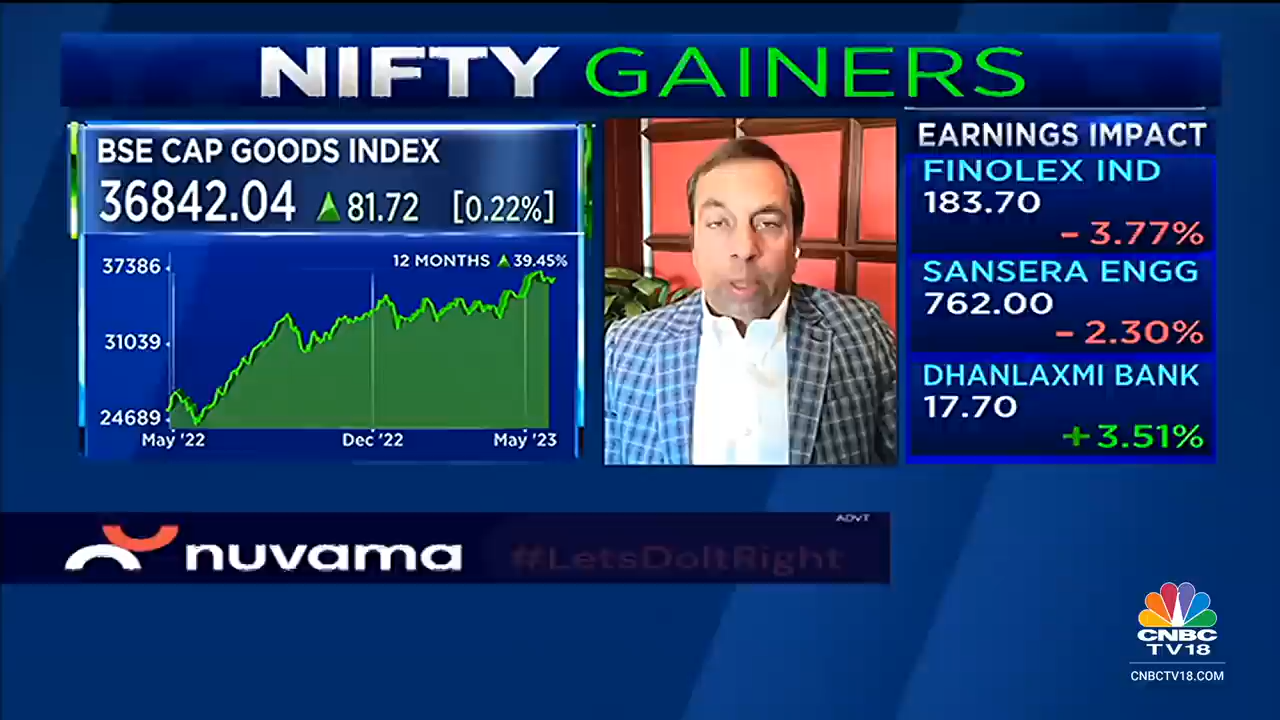 NIFTY GAINERS
BSE CAP GOODS INDEX
36842.04 ▲ 81.72 [0.22%]
12 MONTHS ▲ 39.45%
37386
31039
24689
May '22 Dec '22 May '23
EARNINGS IMPACT
FINOLEX IND
183.70
- 3.77%
SANSERA ENGG
762.00
- 2.30%
DHANLAXMI BANK
17.70
+ 3.51%
ADVT
nuvama #LetsDoItRight
CNBC
TV18
CNBCTV18.COM